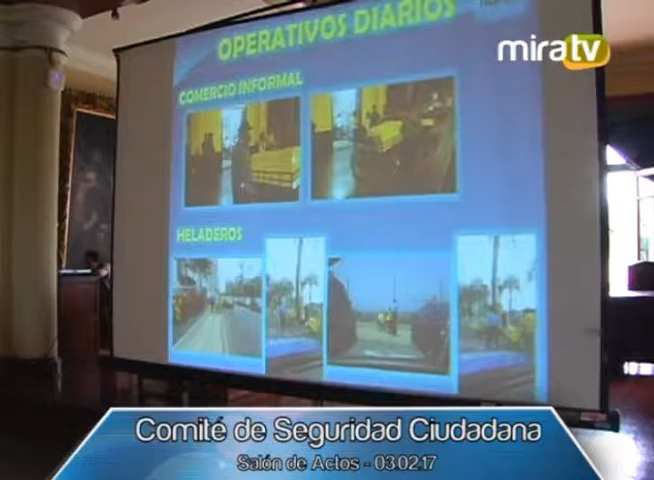 OPERATIVOS DIARIOS
miratv
COMERCIO INFORMAL
HELADEROS
Comité de Seguridad Ciudadana
Salón de Actos - 03.02.17